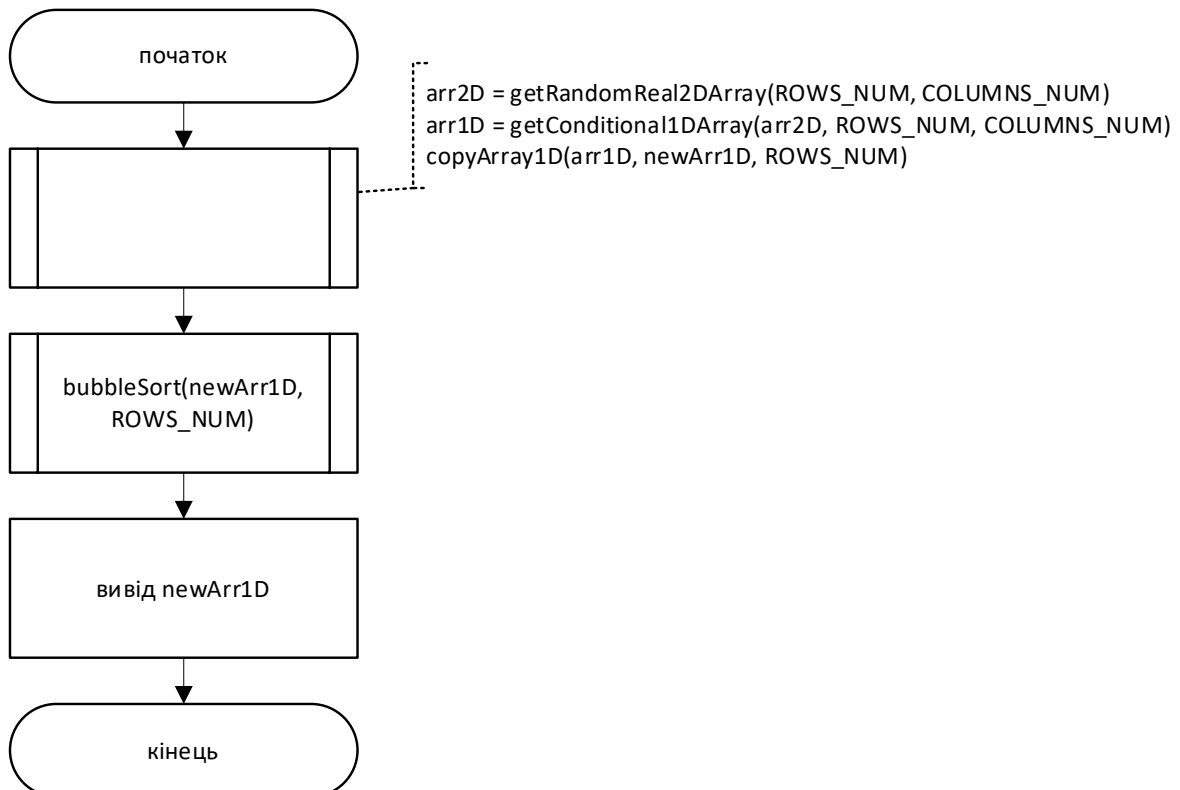 початок
arr2D = getRandomReal2DArray(ROWS_NUM, COLUMNS_NUM)
arr1D = getConditional1DArray(arr2D, ROWS_NUM, COLUMNS_NUM)
copyArray1D(arr1D, newArr1D, ROWS_NUM)
bubbleSort(newArr1D,
ROWS_NUM)
вивід newArr1D
кінець